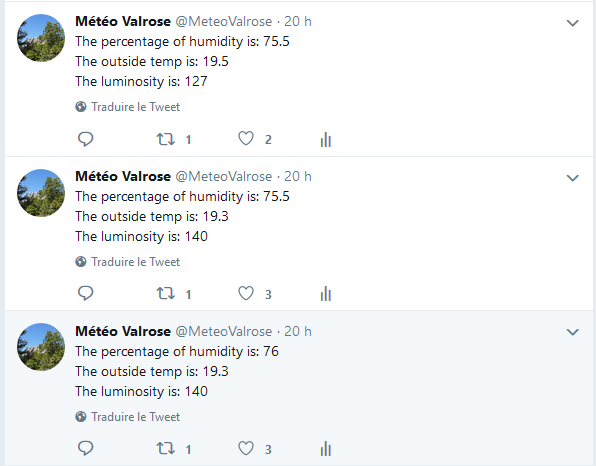 Météo Valrose @MeteoValrose · 20 h
The percentage of humidity is: 75.5
The outside temp is: 19.5
The luminosity is: 127
Traduire le Tweet
1 2
Météo Valrose @MeteoValrose · 20 h
The percentage of humidity is: 75.5
The outside temp is: 19.3
The luminosity is: 140
Traduire le Tweet
1 3
Météo Valrose @MeteoValrose · 20 h
The percentage of humidity is: 76
The outside temp is: 19.3
The luminosity is: 140
Traduire le Tweet
1 3